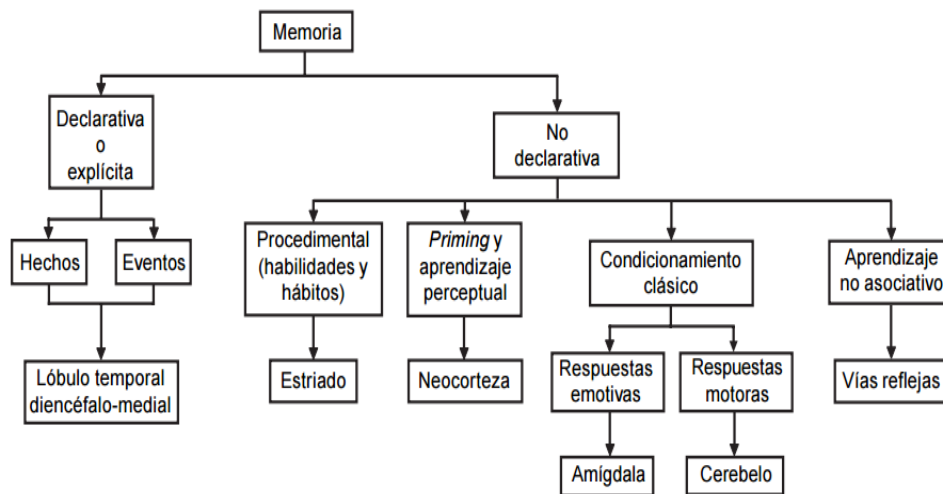 Memoria
Declarativa
o
explícita
No
declarativa
Hechos
Eventos
Procedimental
(habilidades y
hábitos)
Priming y
aprendizaje
perceptual
Condicionamiento
clásico
Aprendizaje
no asociativo
Lóbulo temporal
diencéfalo-medial
Estriado
Neocorteza
Respuestas
emotivas
Respuestas
motoras
Vías reflejas
Amígdala
Cerebelo